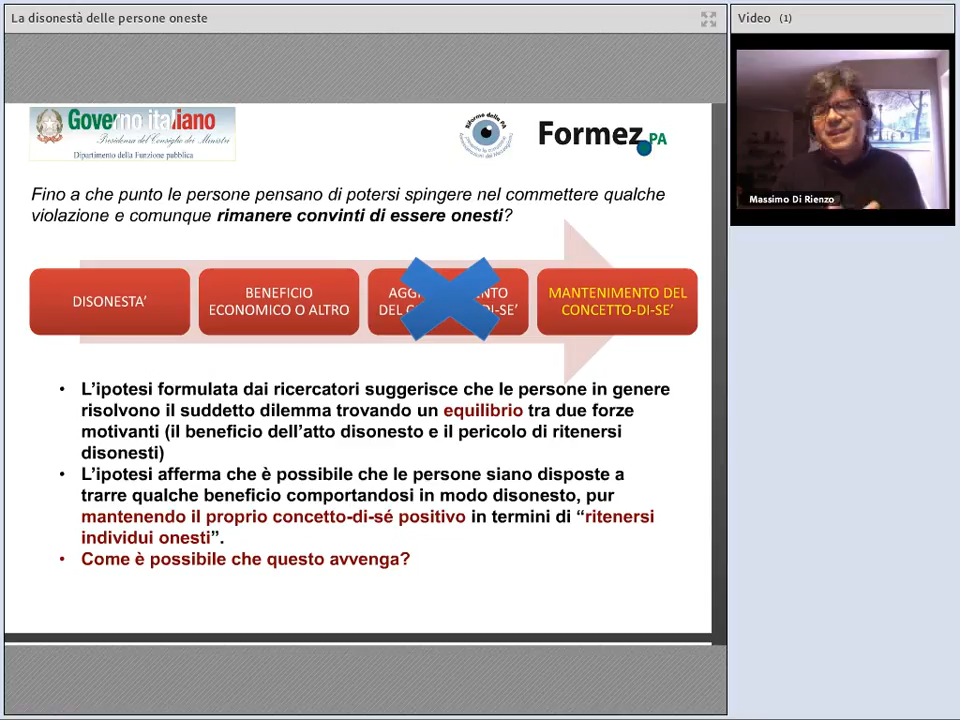 La disonestà delle persone oneste
Video (1)
Massimo Di Rienzo
Governo italiano
Presidenza del Consiglio dei Ministri
Dipartimento della Funzione pubblica
Riforme delle PA
Formez PA
Fino a che punto le persone pensano di potersi spingere nel commettere qualche
violazione e comunque rimanere convinti di essere onesti?
DISONESTA’
BENEFICIO
ECONOMICO O ALTRO
DEL
MANTENIMENTO DEL
CONCETTO-DI-SE’
• L’ipotesi formulata dai ricercatori suggerisce che le persone in genere
risolvono il suddetto dilemma trovando un equilibrio tra due forze
motivanti (il beneficio dell’atto disonesto e il pericolo di ritenersi
disonesti)
• L’ipotesi afferma che è possibile che le persone siano disposte a
trarre qualche beneficio comportandosi in modo disonesto, pur
mantenendo il proprio concetto-di-sé positivo in termini di “ritenersi
individui onesti”.
• Come è possibile che questo avvenga?